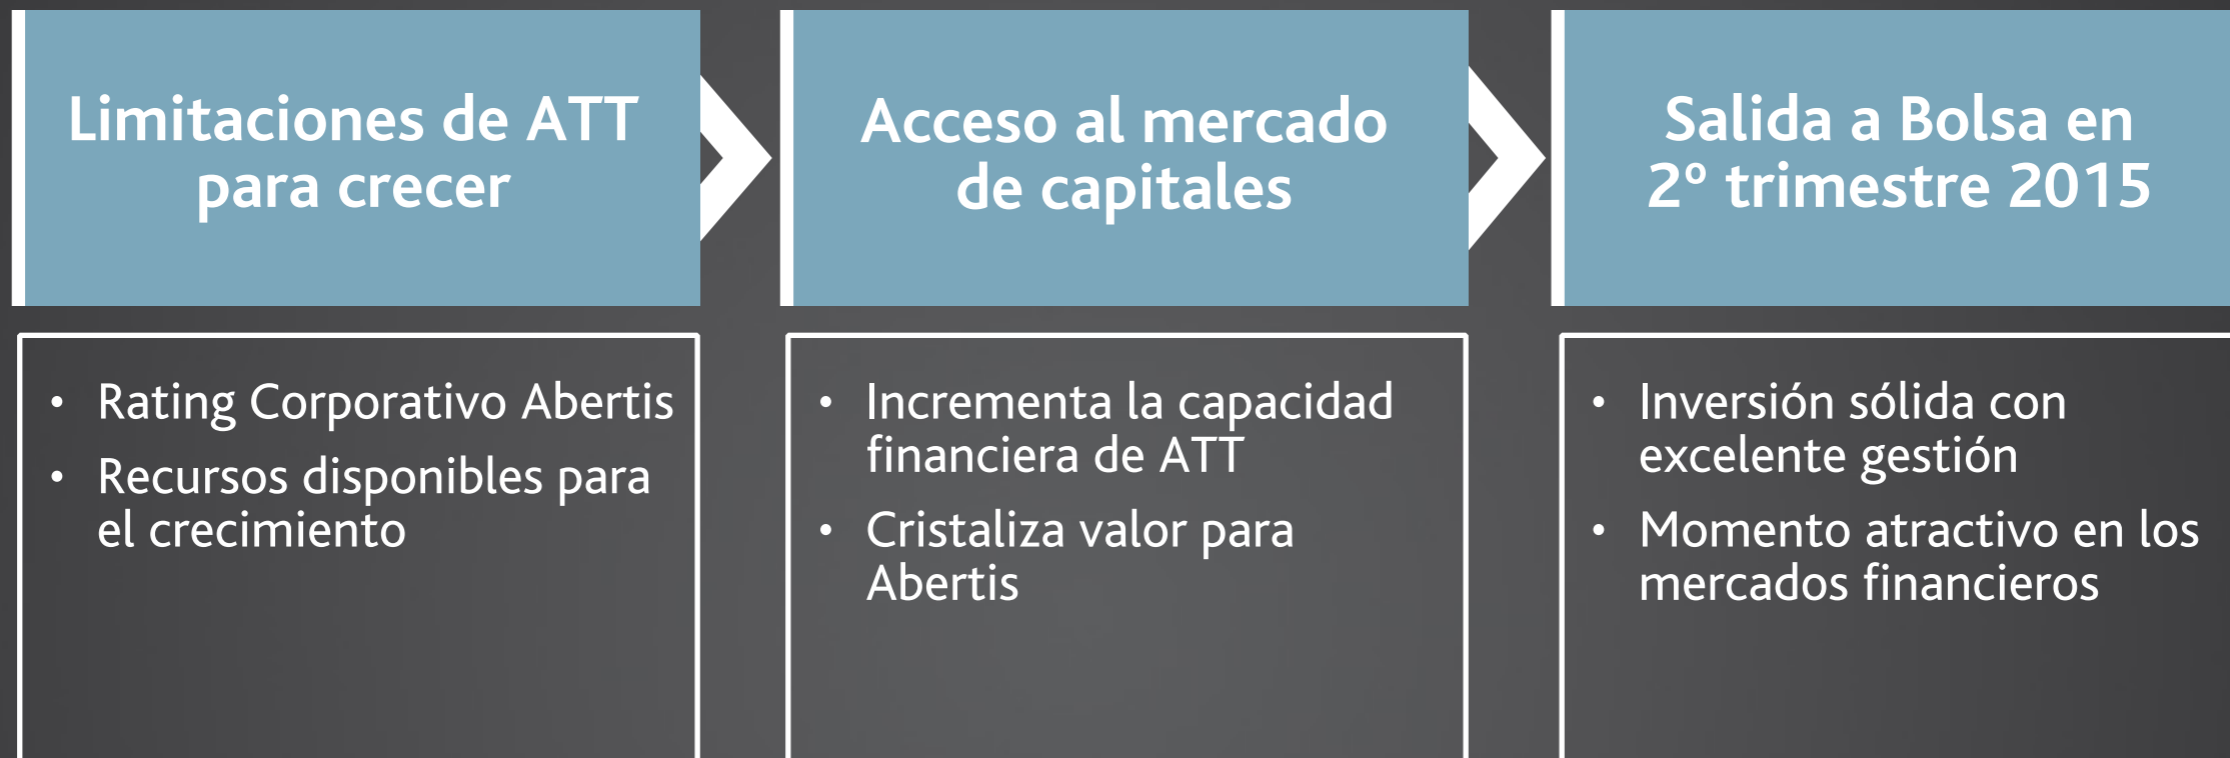 Limitaciones de ATT
para crecer
Acceso al mercado
de capitales
Salida a Bolsa en
2º trimestre 2015
• Rating Corporativo Abertis
• Recursos disponibles para
el crecimiento
• Incrementa la capacidad
financiera de ATT
• Cristaliza valor para
Abertis
• Inversión sólida con
excelente gestión
• Momento atractivo en los
mercados financieros